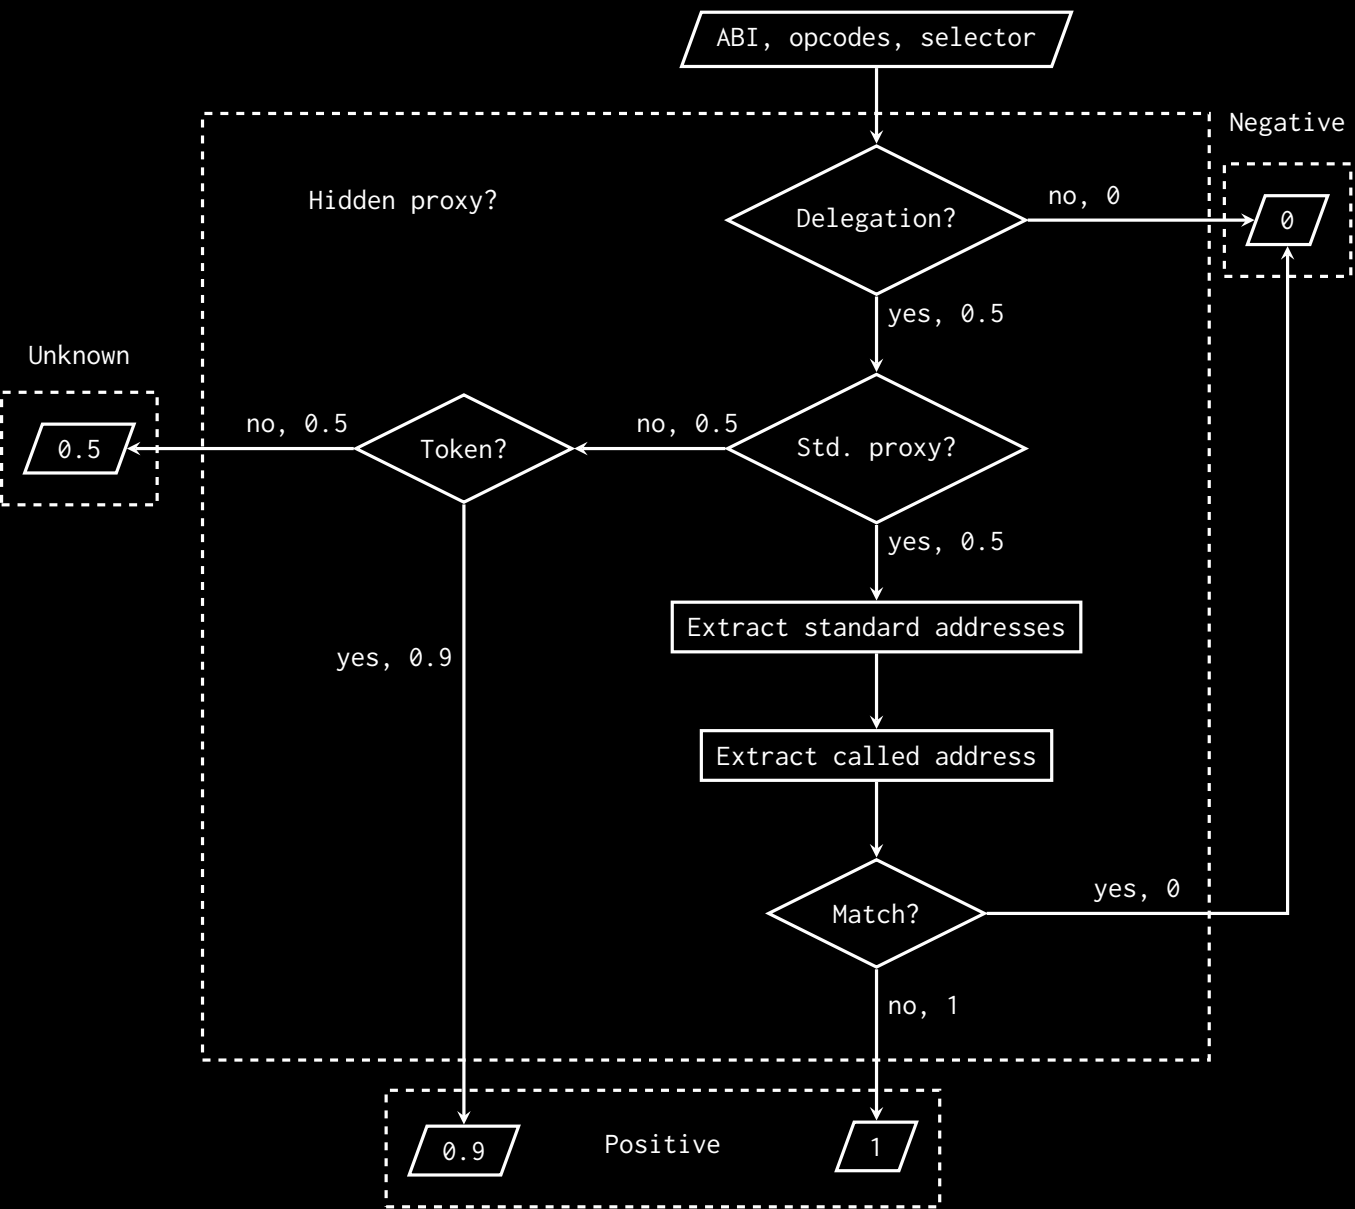 ABI, opcodes, selector
Negative
Hidden proxy?
Delegation?
no, 0
0
yes, 0.5
Unknown
0.5
no, 0.5
Token?
no, 0.5
Std. proxy?
yes, 0.5
Extract standard addresses
yes, 0.9
Extract called address
Match?
yes, 0
no, 1
0.9
Positive
1